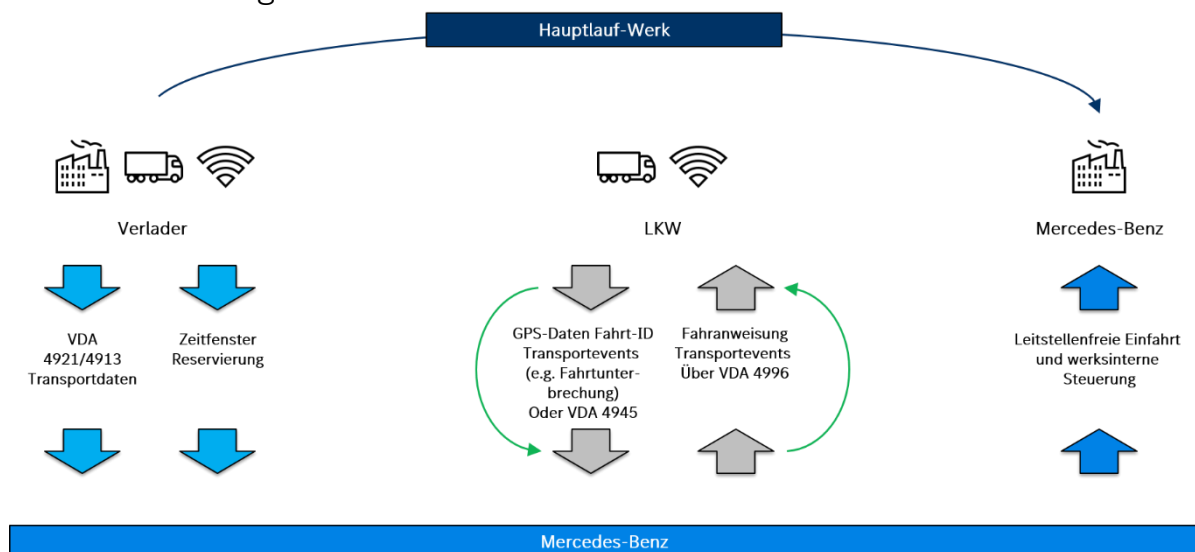 Hauptlauf-Werk
Verlader
LKW
Mercedes-Benz
VDA
4921/4913
Transportdaten
Zeitfenster
Reservierung
GPS-Daten Fahrt-ID
Transportevents
(e.g. Fahrtunter-
brechung)
Oder VDA 4945
Fahranweisung
Transportevents
Über VDA 4996
Leitstellenfreie Einfahrt
und werksinterne
Steuerung
Mercedes-Benz